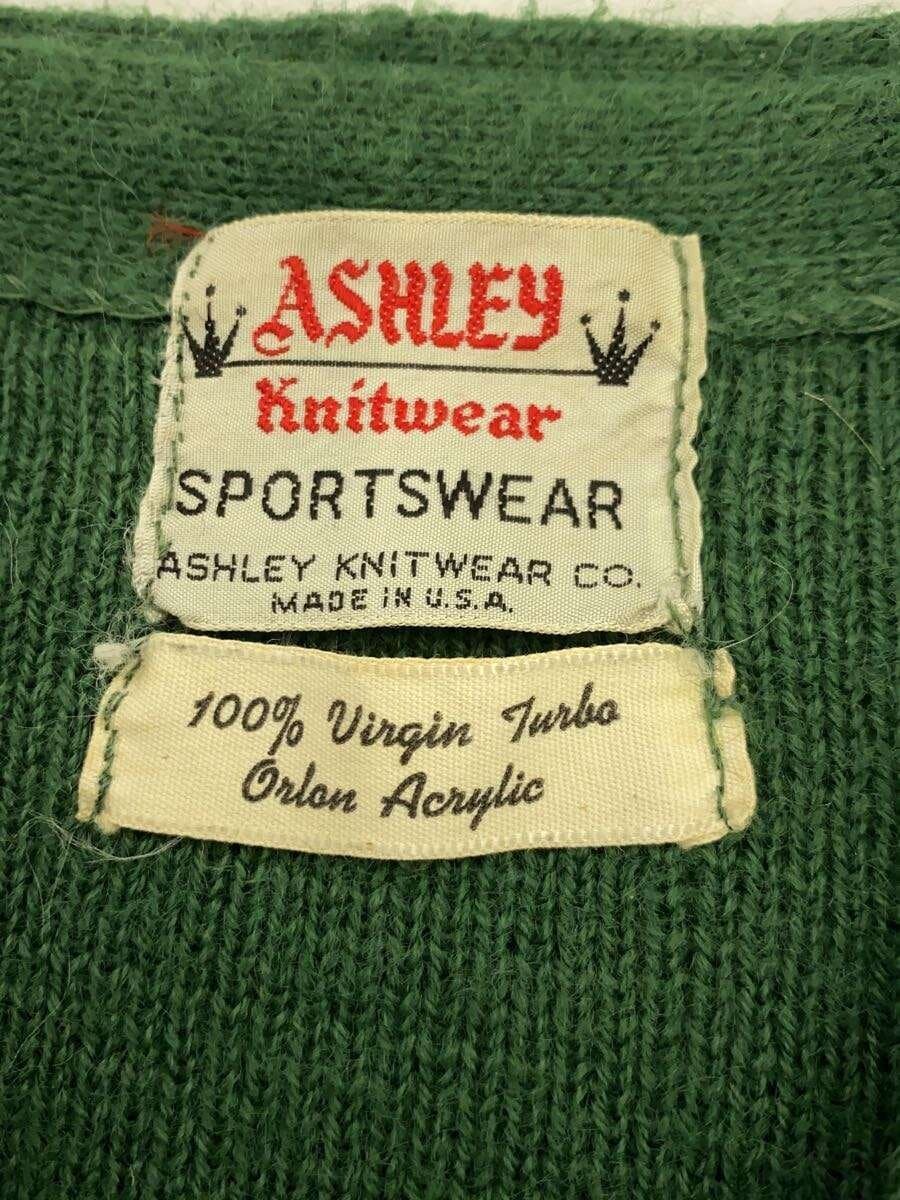 ASHLEY
Knitwear
SPORTSWEAR
ASHLEY KNITWEAR CO.
MADE IN U.S.A.
100% Virgin Turbo
Orlon Acrylic